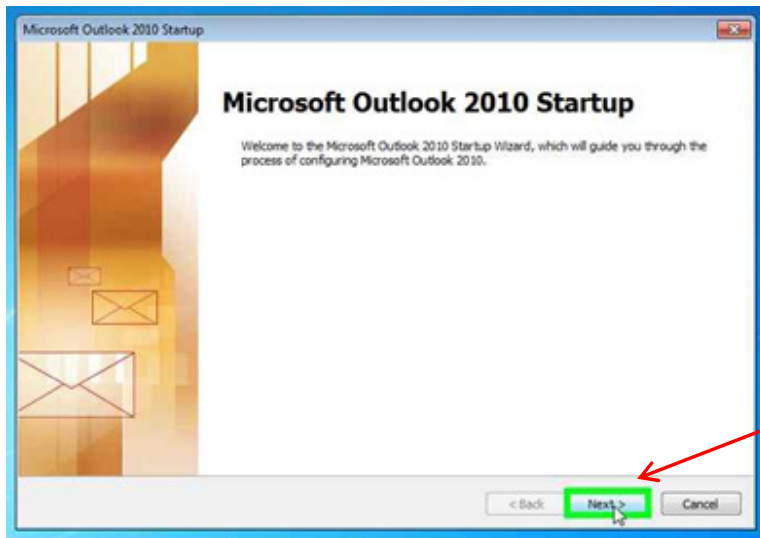 Microsoft Outlook 2010 Startup
Microsoft Outlook 2010 Startup
Welcome to the Microsoft Outlook 2010 Startup Wizard, which will guide you through the
process of configuring Microsoft Outlook 2010.
< Back Next > Cancel